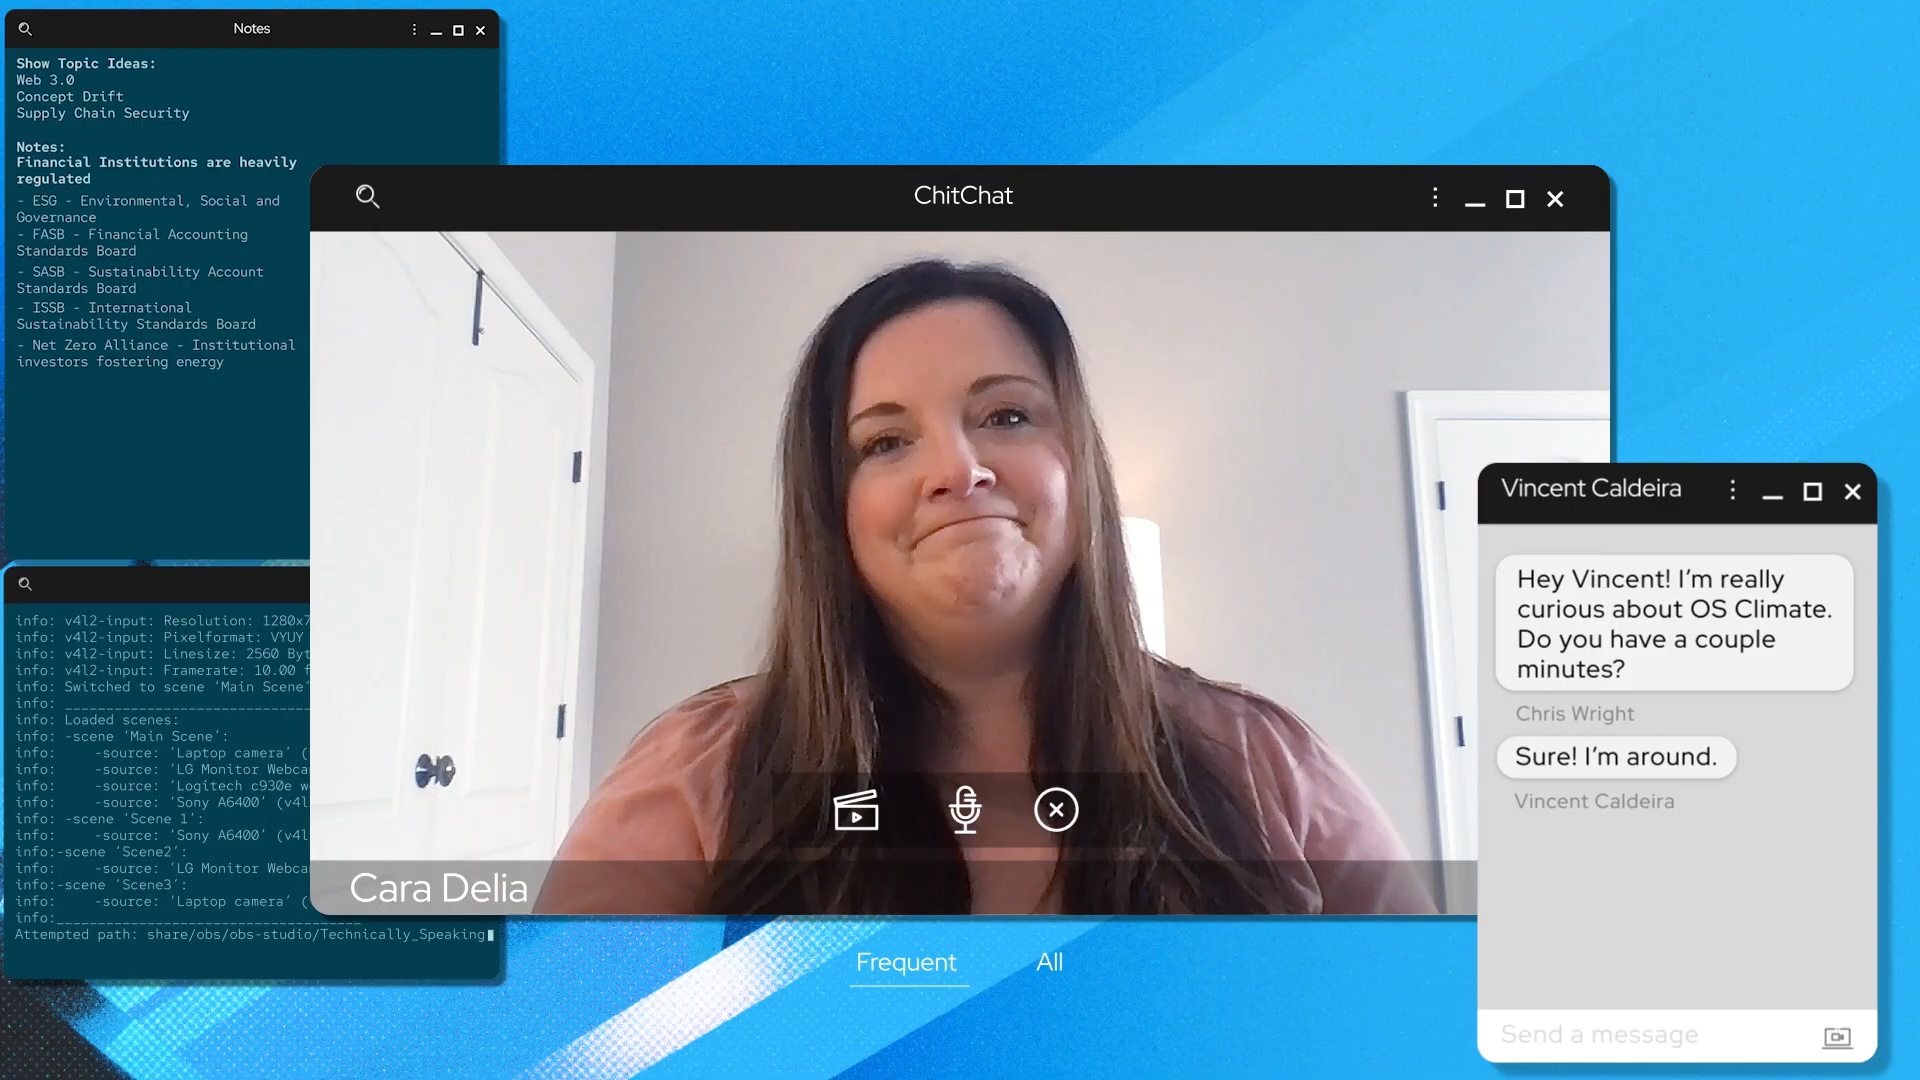 Notes
Show Topic Ideas:
Web 3.0
Concept Drift
Supply Chain Security
Notes:
Financial Institutions are heavily
regulated
- ESG - Environmental, Social and
Governance
- FASB - Financial Accounting
Standards Board
- SASB - Sustainability Account
Standards Board
- ISSB - International
Sustainability Standards Board
- Net Zero Alliance - Institutional
investors fostering energy
info: v4l2-input: Resolution: 1280x7
info: v4l2-input: Pixelformat: VYUY
info: v4l2-input: Linesize: 2560 Byt
info: v4l2-input: Framerate: 10.00 f
info: Switched to scene ‘Main Scene’
info: ______________________________
info: Loaded scenes:
info: -scene ‘Main Scene’:
info:     -source: ‘Laptop camera’ (
info:     -source: ‘LG Monitor Webcam
info:     -source: ‘Logitech c930e w
info:     -source: ‘Sony A6400’ (v4l
info: -scene ‘Scene 1’:
info:     -source: ‘Sony A6400’ (v4l
info:-scene ‘Scene2’:
info:     -source: ‘LG Monitor Webcam
info:-scene ‘Scene3’:
info:     -source: ‘Laptop camera’ (
info:_____________________________________
Attempted path: share/obs/obs-studio/Technically_Speaking
ChitChat
Cara Delia
Frequent
All
Vincent Caldeira
Hey Vincent! I’m really
curious about OS Climate.
Do you have a couple
minutes?
Chris Wright
Sure! I’m around.
Vincent Caldeira
Send a message